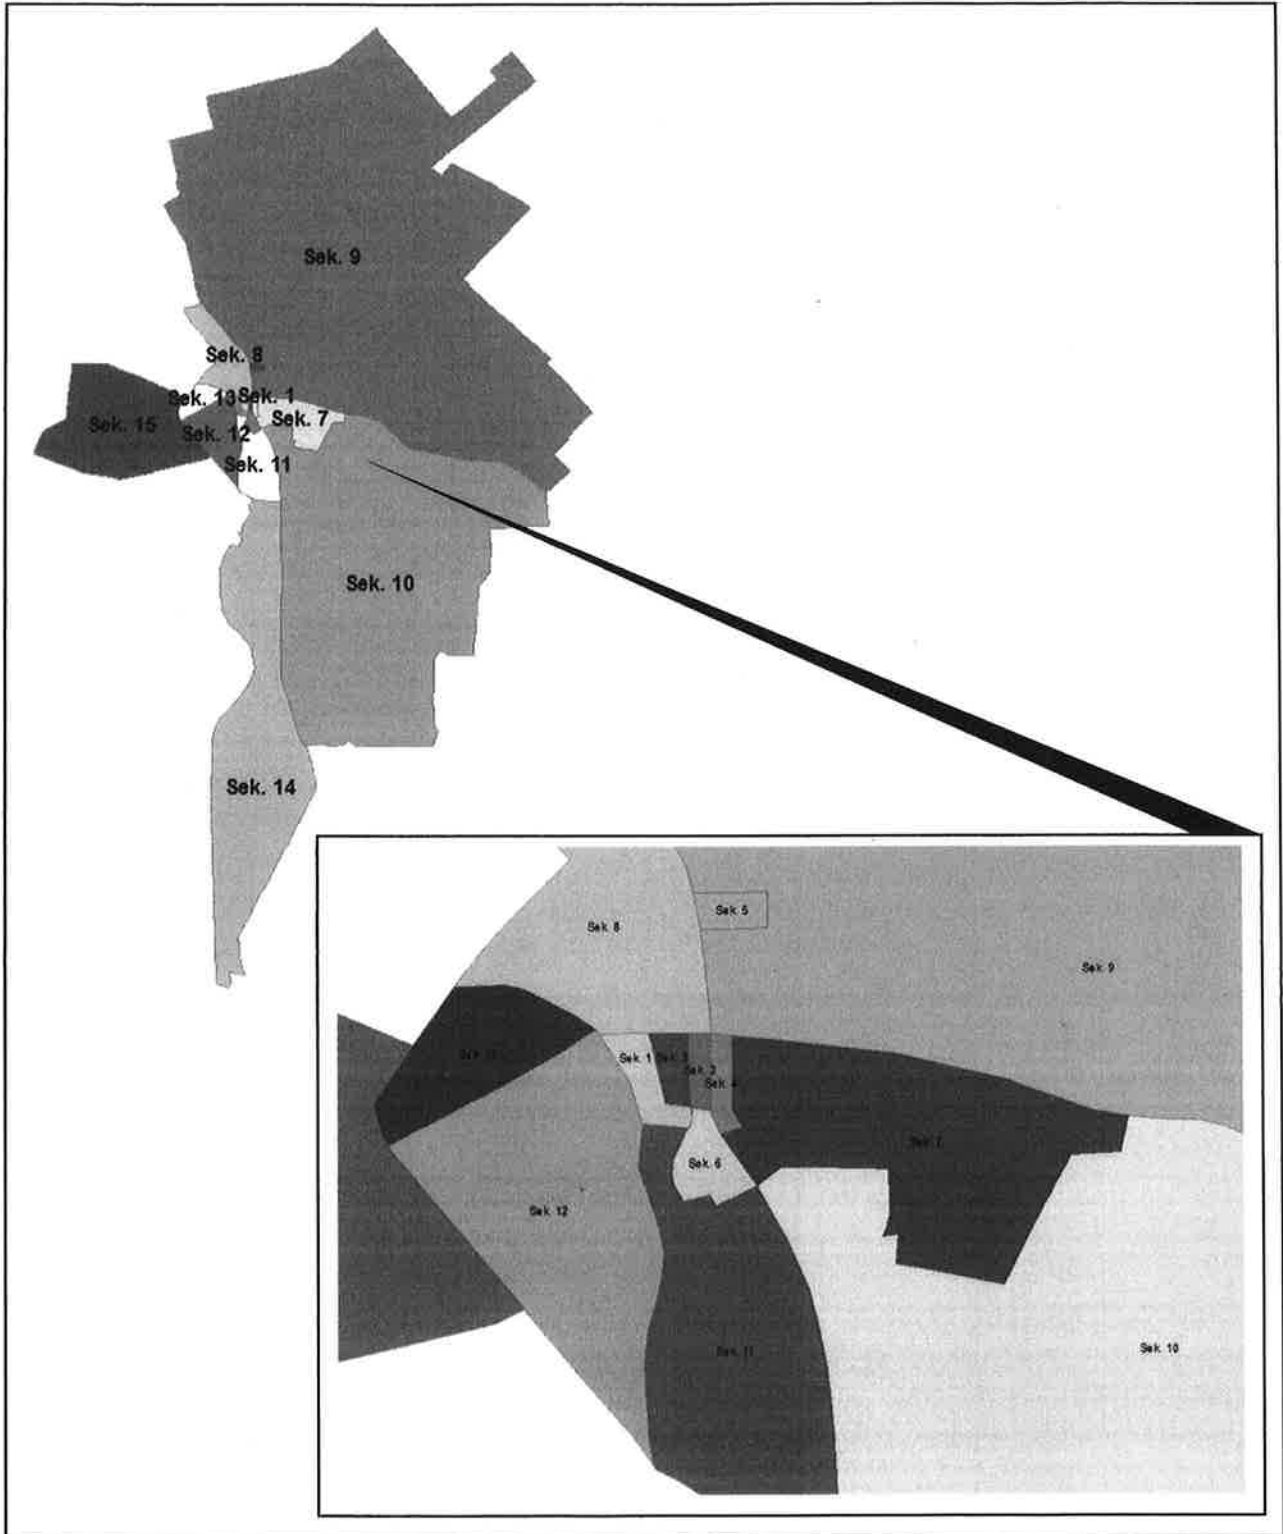 Sek. 9
Sek. 8
Sek. 13
Sek. 1
Sek. 7
Sek. 15
Sek. 12
Sek. 11
Sek. 10
Sek. 14
Sek 5
Sek 8
Sek 9
Sek 1
Sek 3
Sek 4
Sek 7
Sek 6
Sek 12
Sek 11
Sek 10